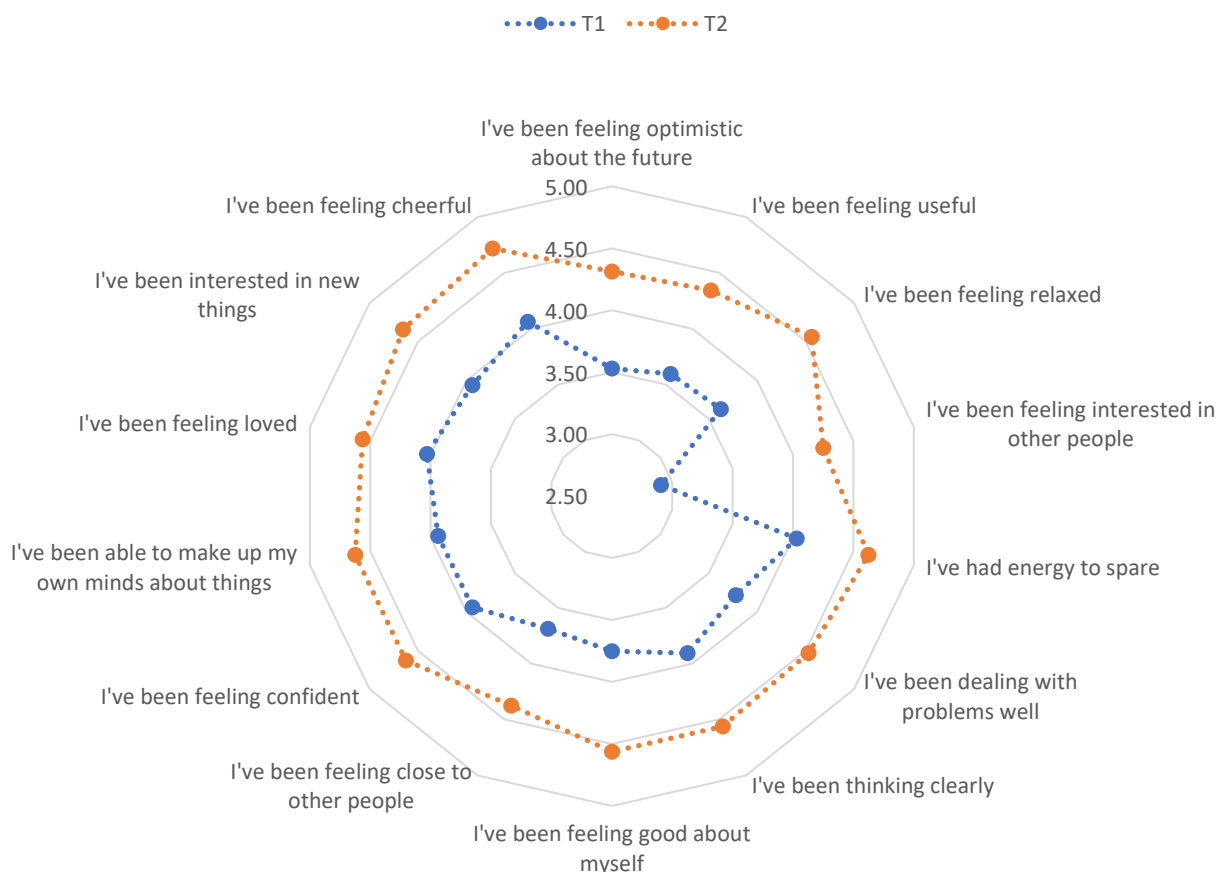 T1 T2
I've been feeling optimistic
about the future
5.00
I've been feeling cheerful
I've been feeling useful
4.50
I've been interested in new
things
I've been feeling relaxed
4.00
3.50
I've been feeling loved
I've been feeling interested in
other people
3.00
2.50
I've been able to make up my
own minds about things
I've had energy to spare
I've been feeling confident
I've been dealing with
problems well
I've been feeling close to
other people
I've been thinking clearly
I've been feeling good about
myself